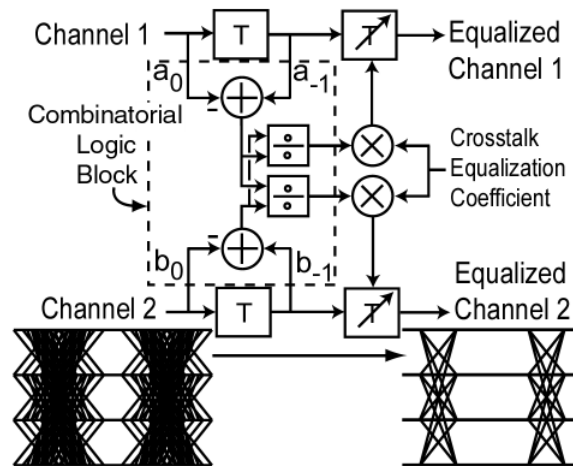 Channel 1
T
T
Equalized
Channel 1
a0
a-1
-
+
Combinatorial
Logic
Block
÷
÷
×
Crosstalk
Equalization
Coefficient
÷
÷
×
-
+
b0
b-1
Equalized
Channel 2
Channel 2
T
T